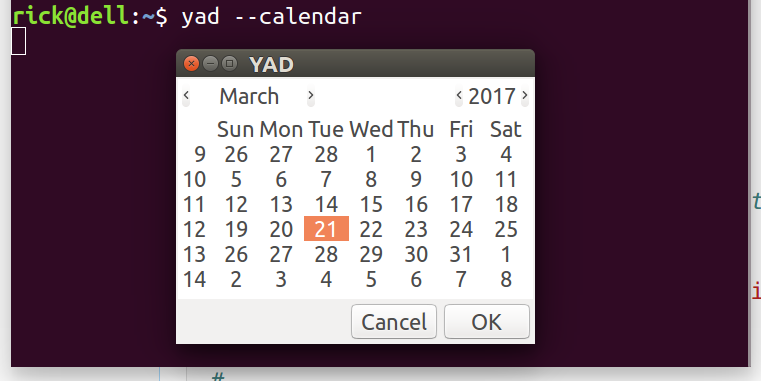 rick@dell:~$ yad --calendar
YAD
‹ March › ‹ 2017 ›
Sun Mon Tue Wed Thu Fri Sat
9 26 27 28 1 2 3 4
10 5 6 7 8 9 10 11
11 12 13 14 15 16 17 18
12 19 20 21 22 23 24 25
13 26 27 28 29 30 31 1
14 2 3 4 5 6 7 8
Cancel OK
t
i
#